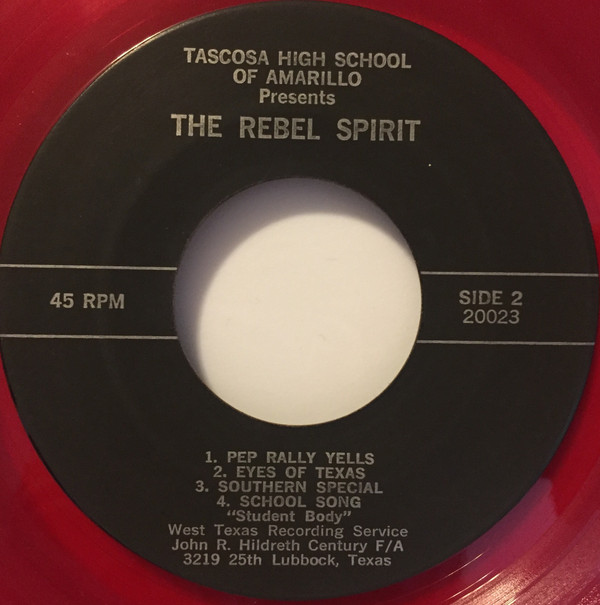 TASCOSA HIGH SCHOOL
OF AMARILLO
Presents
THE REBEL SPIRIT
45 RPM
SIDE 2
20023
1. PEP RALLY YELLS
2. EYES OF TEXAS
3. SOUTHERN SPECIAL
4. SCHOOL SONG
"Student Body"
West Texas Recording Service
John R. Hildreth Century F/A
3219 25th Lubbock, Texas